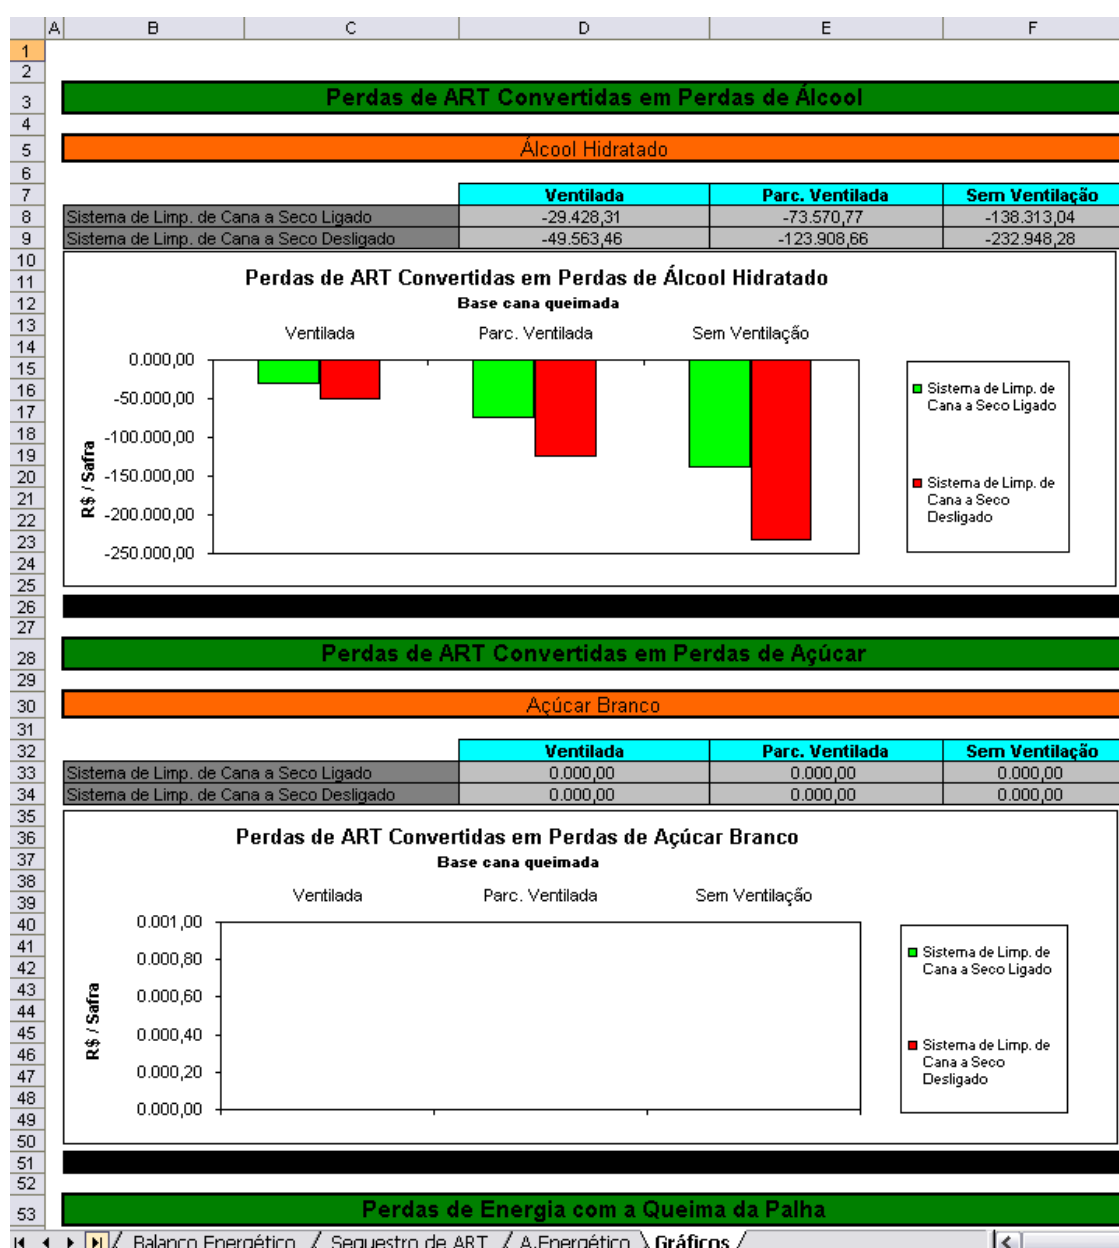 A B C D E F
1
2
3 Perdas de ART Convertidas em Perdas de Álcool
4
5 Álcool Hidratado
6
7 Ventilada Parc. Ventilada Sem Ventilação
8 Sistema de Limp. de Cana a Seco Ligado -29.428,31 -73.570,77 -138.313,04
9 Sistema de Limp. de Cana a Seco Desligado -49.563,46 -123.908,66 -232.948,28
10
11 Perdas de ART Convertidas em Perdas de Álcool Hidratado
12 Base cana queimada
13 Ventilada Parc. Ventilada Sem Ventilação
14
15 0.000,00
16 -50.000,00 Sistema de Limp. de
17 Cana a Seco Ligado
18 -100.000,00
19
20 -150.000,00 Sistema de Limp. de
21 R$ / Safra Cana a Seco
22 -200.000,00 Desligado
23 -250.000,00
24
25
26
27
28 Perdas de ART Convertidas em Perdas de Açúcar
29
30 Açúcar Branco
31
32 Ventilada Parc. Ventilada Sem Ventilação
33 Sistema de Limp. de Cana a Seco Ligado 0.000,00 0.000,00 0.000,00
34 Sistema de Limp. de Cana a Seco Desligado 0.000,00 0.000,00 0.000,00
35
36 Perdas de ART Convertidas em Perdas de Açúcar Branco
37 Base cana queimada
38
39 Ventilada Parc. Ventilada Sem Ventilação
40 0.001,00
41 Sistema de Limp. de
42 0.000,80 Cana a Seco Ligado
43 0.000,60
44
45 0.000,40
46 R$ / Safra Sistema de Limp. de
47 0.000,20 Cana a Seco
48 Desligado
49 0.000,00
50
51
52
53 Perdas de Energia com a Queima da Palha
Balanço Energético / Sequestro de ART / A.Energético \ Gráficos /